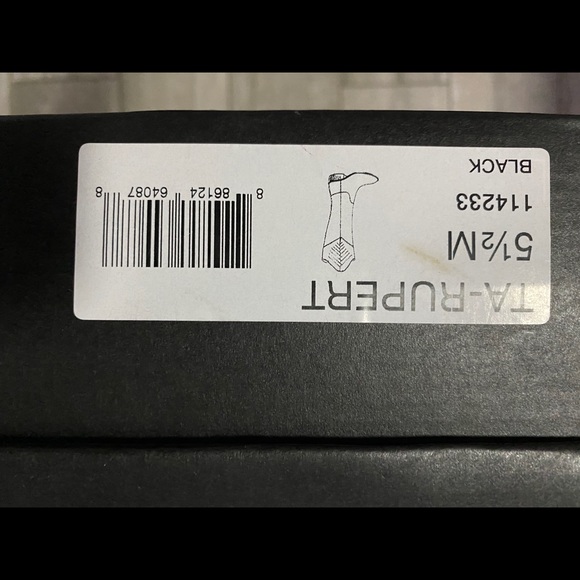 TA-RUPERT
5½M
114233
BLACK
8 86124 64087 8